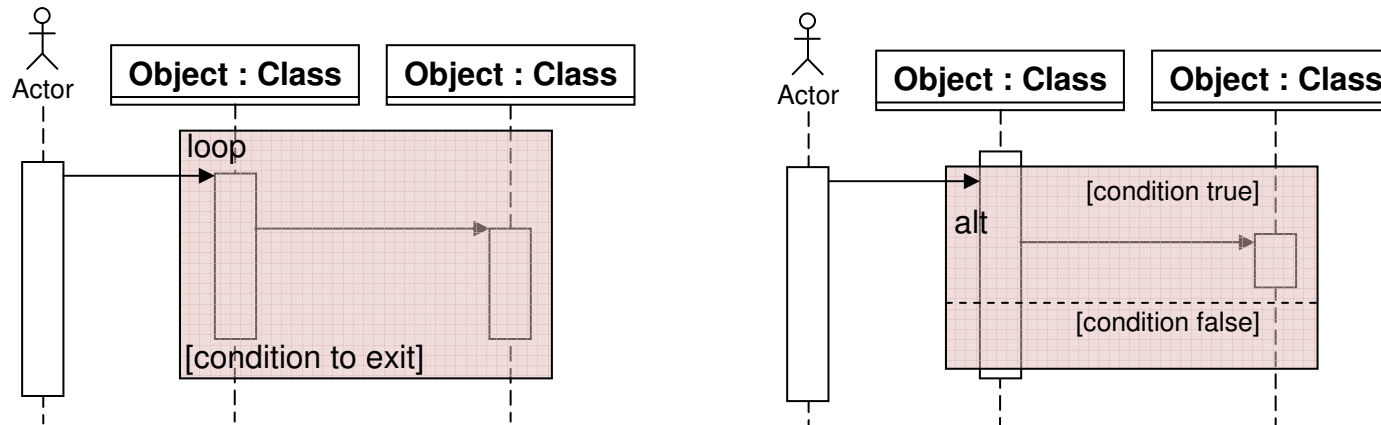 Actor
Object : Class
Object : Class
loop
[condition to exit]
Actor
Object : Class
Object : Class
[condition true]
alt
[condition false]